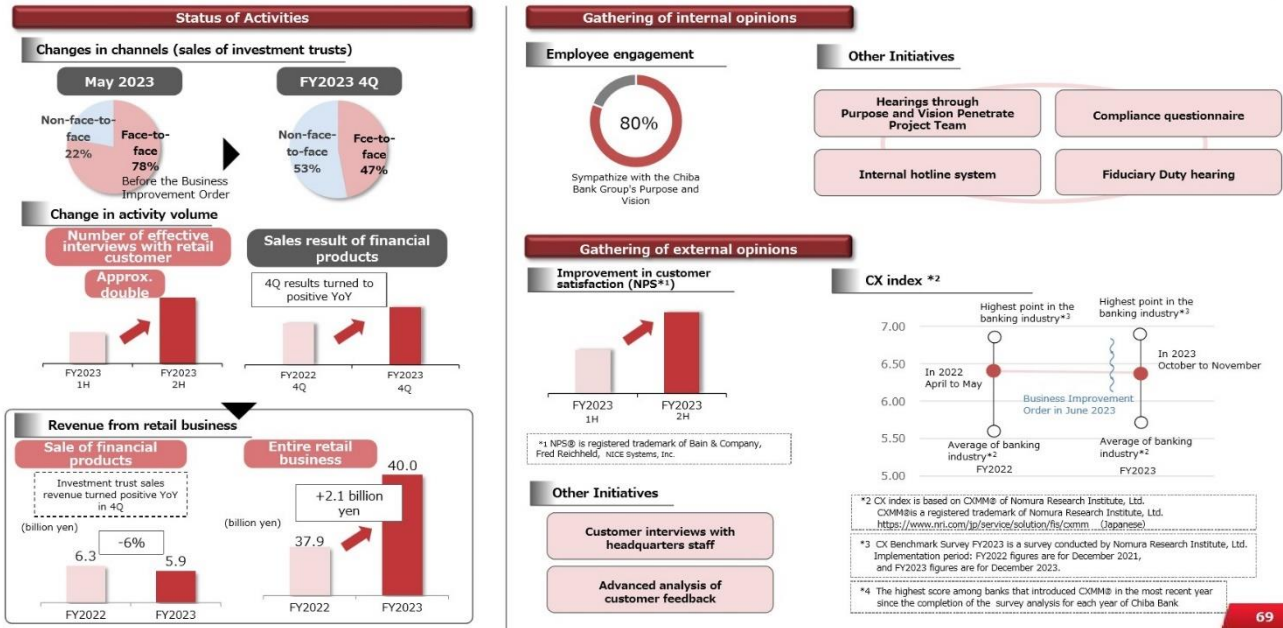 Status of Activities
Changes in channels (sales of investment trusts)
May 2023
Non-face-to-
face
22%
Face-to-
face
78%
Before the Business
Improvement Order
FY2023 4Q
Non-face-
to-face
53%
Fce-to-
face
47%
Change in activity volume
Number of effective
interviews with retail
customer
Approx.
double
FY2023
1H
FY2023
2H
Sales result of financial
products
4Q results turned to
positive YoY
FY2022
4Q
FY2023
4Q
Revenue from retail business
Sale of financial
products
Investment trust sales
revenue turned positive YoY
in 4Q
(billion yen)
-6%
6.3
5.9
FY2022
FY2023
Entire retail
business
(billion yen)
+2.1 billion
yen
37.9
40.0
FY2022
FY2023
Gathering of internal opinions
Employee engagement
80%
Sympathize with the Chiba
Bank Group's Purpose and
Vision
Other Initiatives
Hearings through
Purpose and Vision Penetrate
Project Team
Compliance questionnaire
Internal hotline system
Fiduciary Duty hearing
Gathering of external opinions
Improvement in customer
satisfaction (NPS*1)
FY2023
1H
FY2023
2H
*1 NPS® is registered trademark of Bain & Company,
Fred Reichheld, NICE Systems, Inc.
Other Initiatives
Customer interviews with
headquarters staff
Advanced analysis of
customer feedback
CX index *2
7.00
6.50
6.00
5.50
5.00
Highest point in the
banking industry*3
In 2022
April to May
Average of banking
industry*2
FY2022
Business Improvement
Order in June 2023
Highest point in the
banking industry*3
In 2023
October to November
Average of banking
industry*2
FY2023
*2 CX index is based on CXMM® of Nomura Research Institute, Ltd.
CXMM®is a registered trademark of Nomura Research Institute, Ltd.
https://www.nri.com/jp/service/solution/fis/cxmm (Japanese)
*3 CX Benchmark Survey FY2023 is a survey conducted by Nomura Research Institute, Ltd.
Implementation period: FY2022 figures are for December 2021,
and FY2023 figures are for December 2023.
*4 The highest score among banks that introduced CXMM® in the most recent year
since the completion of the survey analysis for each year of Chiba Bank
69